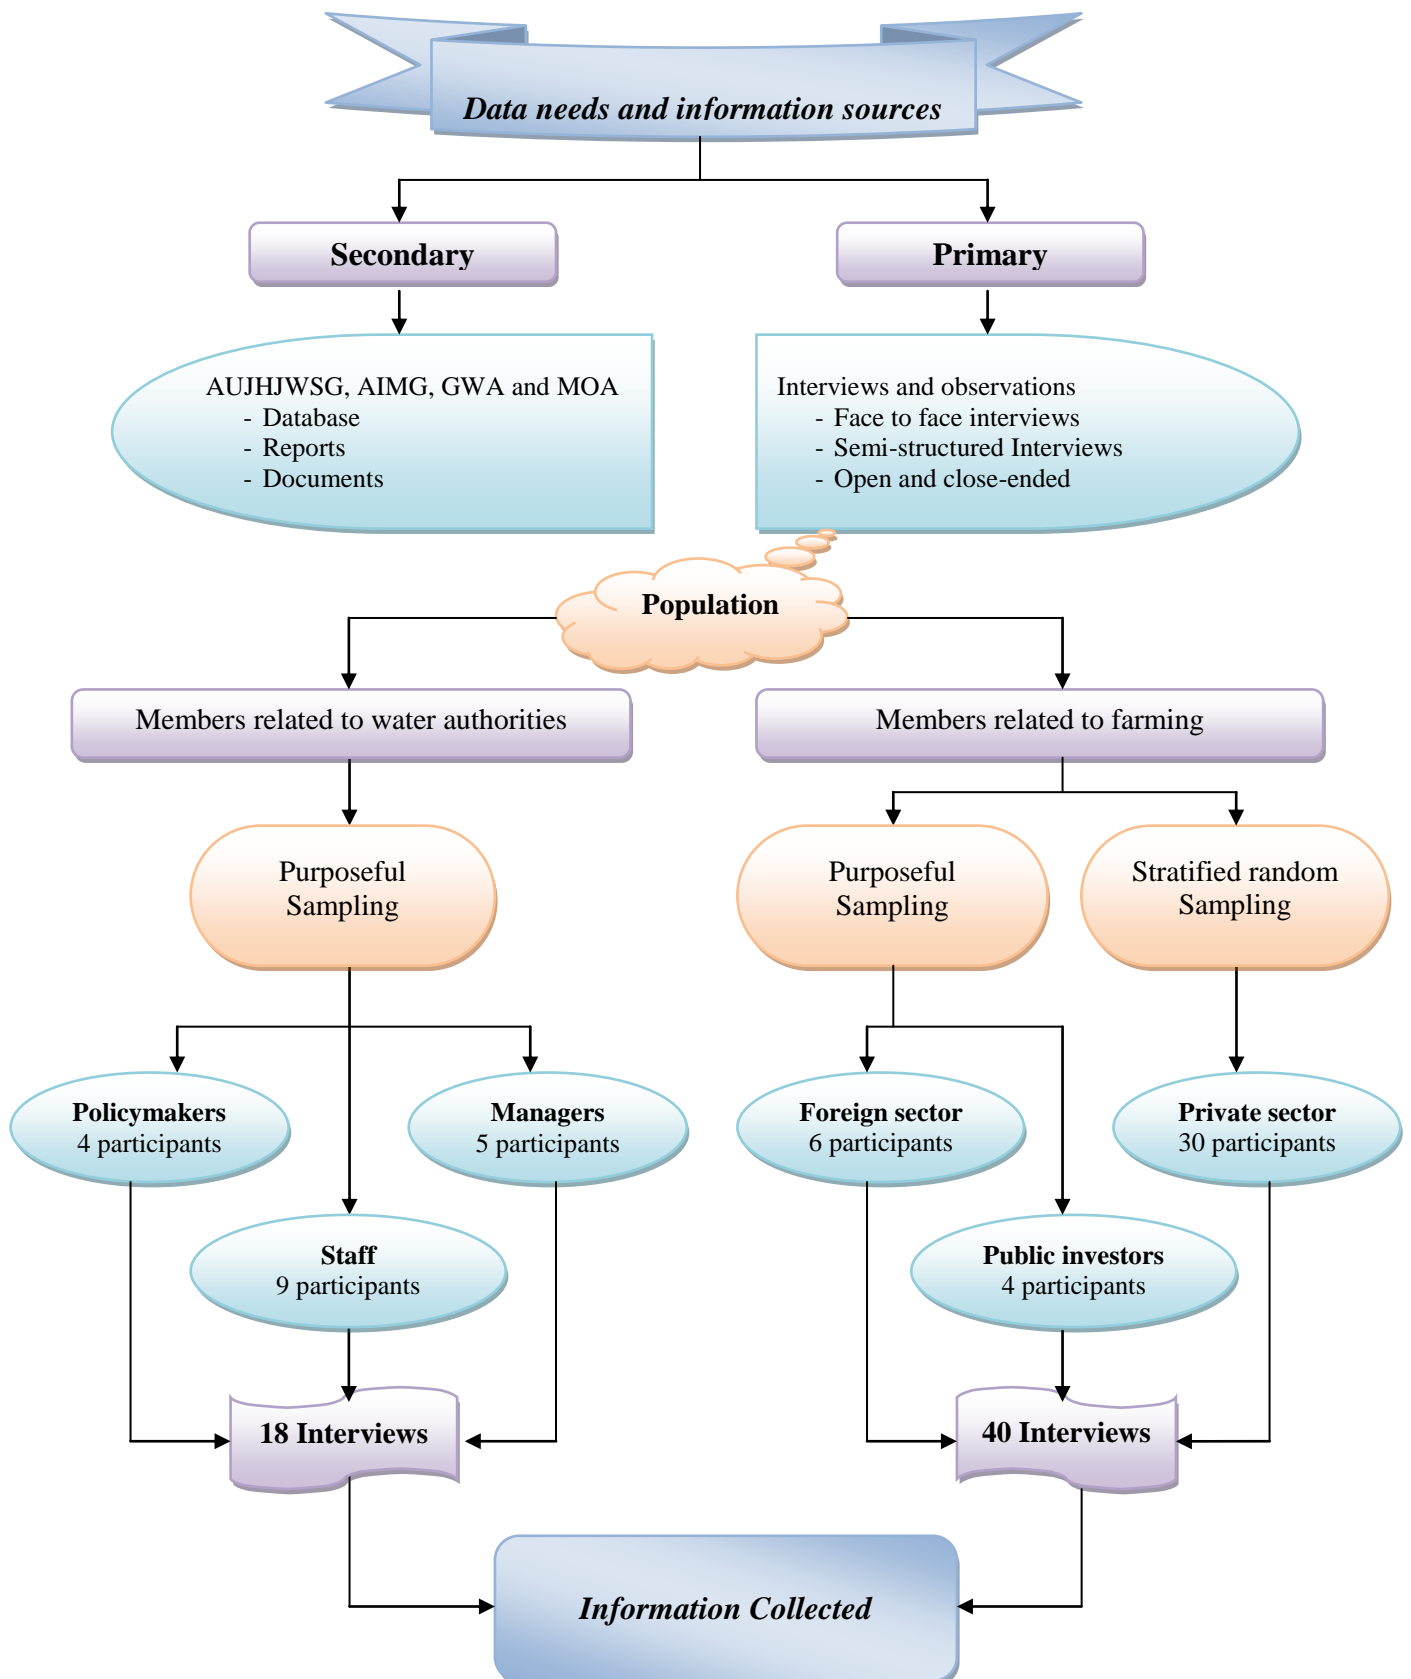 Data needs and information sources
Secondary
Primary
AUJHJWSG, AIMG, GWA and MOA
- Database
- Reports
- Documents
Interviews and observations
- Face to face interviews
- Semi-structured Interviews
- Open and close-ended
Population
Members related to water authorities
Members related to farming
Purposeful
Sampling
Purposeful
Sampling
Stratified random
Sampling
Policymakers
4 participants
Managers
5 participants
Foreign sector
6 participants
Private sector
30 participants
Staff
9 participants
Public investors
4 participants
18 Interviews
40 Interviews
Information Collected